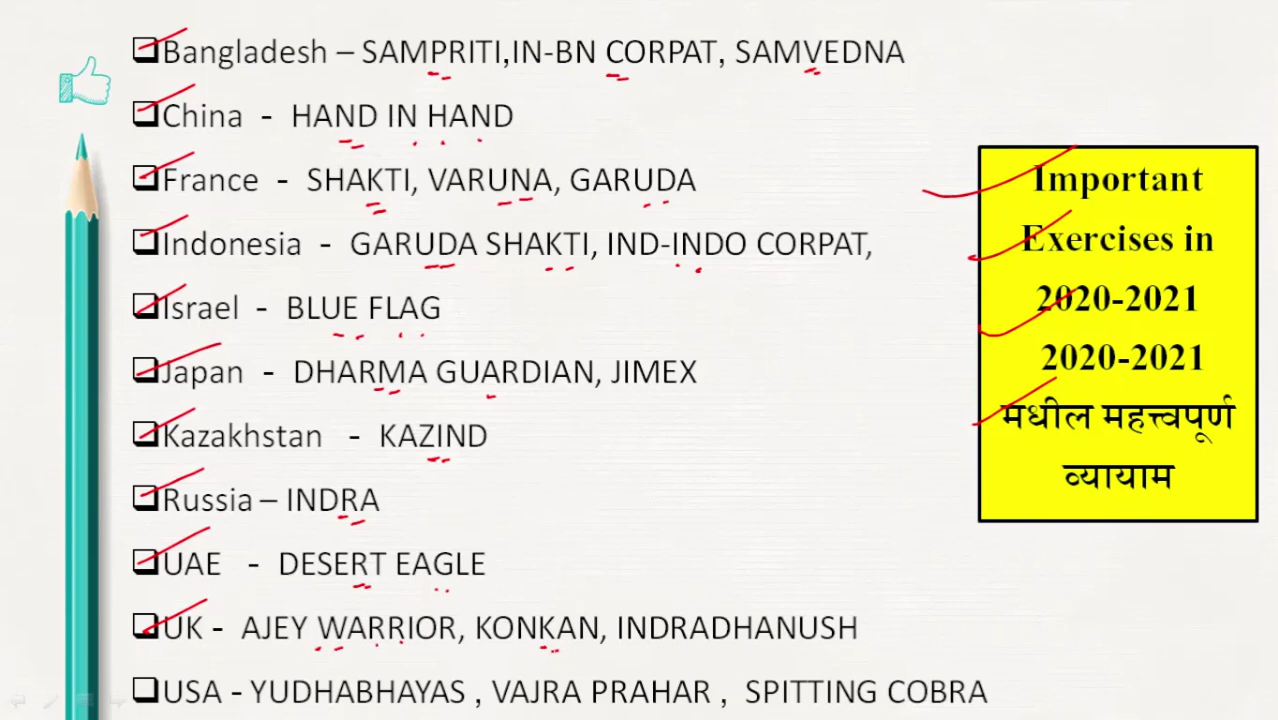 Bangladesh – SAMPRITI,IN-BN CORPAT, SAMVEDNA
China - HAND IN HAND
France - SHAKTI, VARUNA, GARUDA
Indonesia - GARUDA SHAKTI, IND-INDO CORPAT,
Israel - BLUE FLAG
Japan - DHARMA GUARDIAN, JIMEX
Kazakhstan - KAZIND
Russia – INDRA
UAE - DESERT EAGLE
UK - AJEY WARRIOR, KONKAN, INDRADHANUSH
USA - YUDHABHAYAS , VAJRA PRAHAR , SPITTING COBRA
Important
Exercises in
2020-2021
2020-2021
मधील महत्त्वपूर्ण
व्यायाम